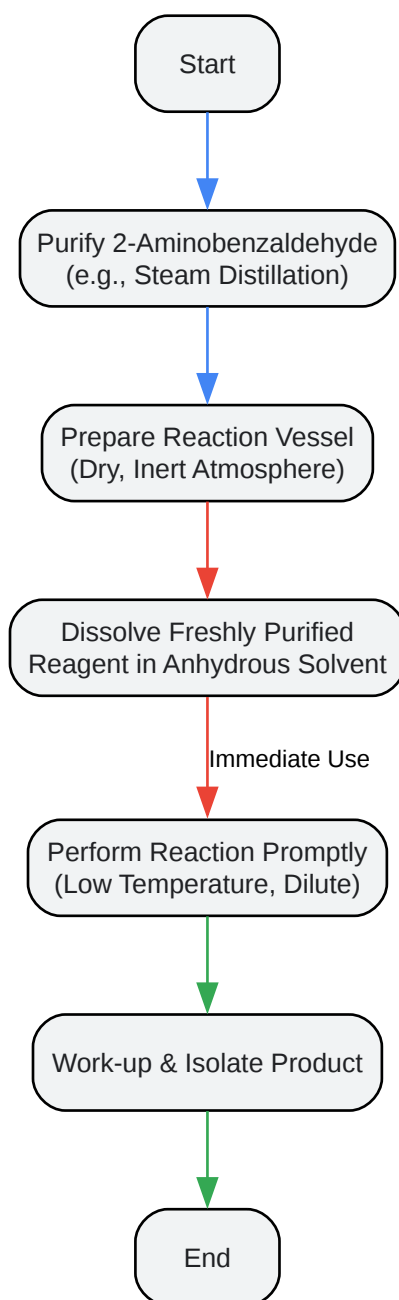 Start
Purify 2-Aminobenzaldehyde
(e.g., Steam Distillation)
Prepare Reaction Vessel
(Dry, Inert Atmosphere)
Dissolve Freshly Purified
Reagent in Anhydrous Solvent
Immediate Use
Perform Reaction Promptly
(Low Temperature, Dilute)
Work-up & Isolate Product
End